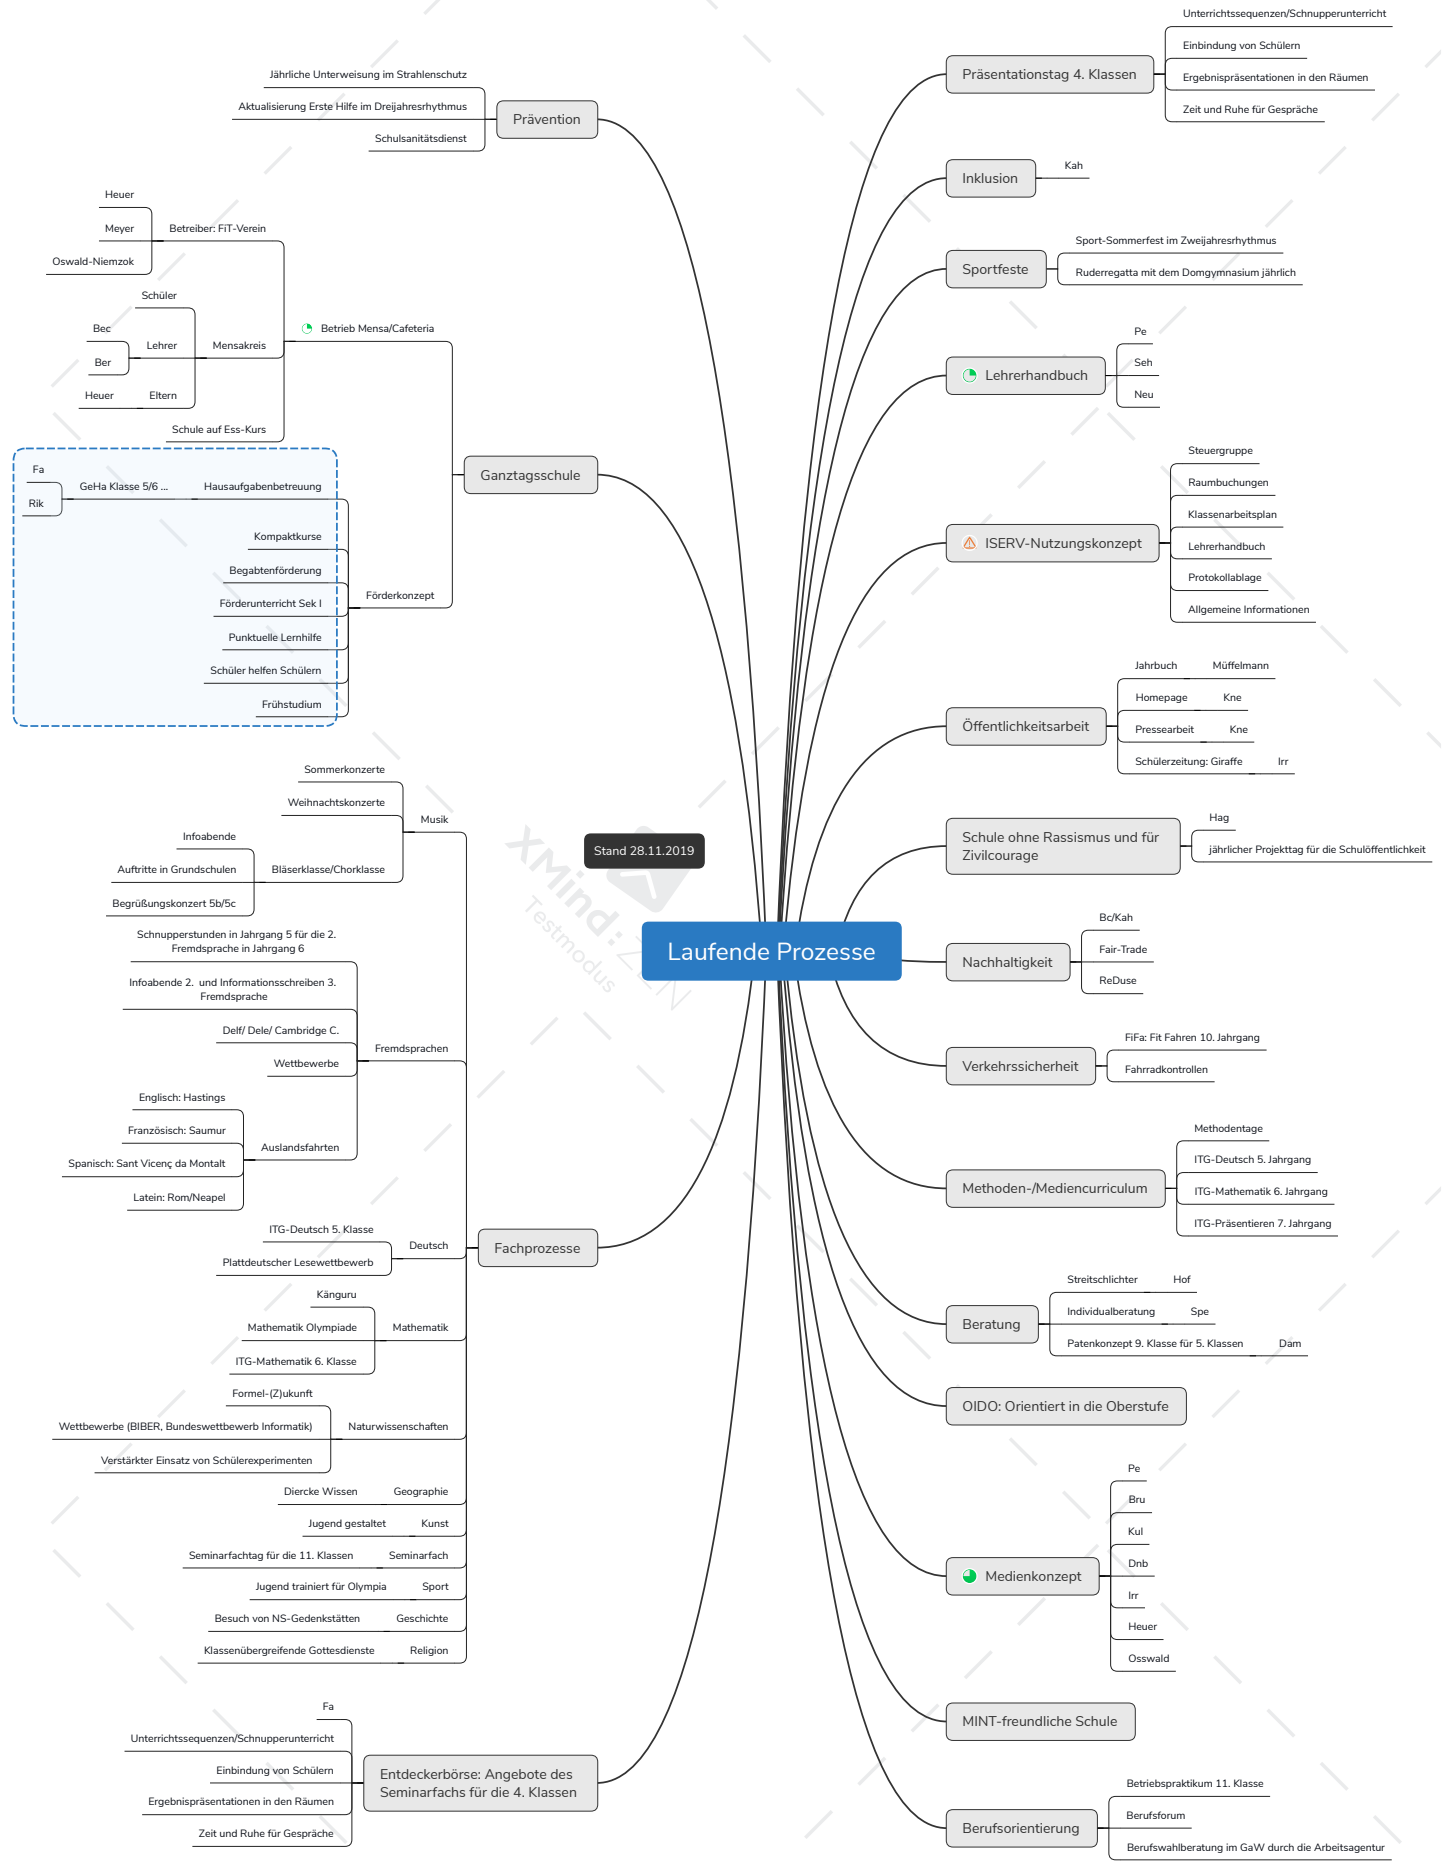 Laufende Prozesse
Stand 28.11.2019
XMind: ZEN
Testmodus
Präsentationstag 4. Klassen
Unterrichtssequenzen/Schnupperunterricht
Einbindung von Schülern
Ergebnispräsentationen in den Räumen
Zeit und Ruhe für Gespräche
Inklusion
Kah
Sportfeste
Sport-Sommerfest im Zweijahresrhythmus
Ruderregatta mit dem Domgymnasium jährlich
Lehrerhandbuch
Pe
Seh
Neu
ISERV-Nutzungskonzept
Steuergruppe
Raumbuchungen
Klassenarbeitsplan
Lehrerhandbuch
Protokollablage
Allgemeine Informationen
Öffentlichkeitsarbeit
Jahrbuch
Müffelmann
Homepage
Kne
Pressearbeit
Kne
Schülerzeitung: Giraffe
Irr
Schule ohne Rassismus und für
Zivilcourage
Hag
jährlicher Projekttag für die Schulöffentlichkeit
Nachhaltigkeit
Bc/Kah
Fair-Trade
ReDuse
Verkehrssicherheit
FiFa: Fit Fahren 10. Jahrgang
Fahrradkontrollen
Methoden-/Mediencurriculum
Methodentage
ITG-Deutsch 5. Jahrgang
ITG-Mathematik 6. Jahrgang
ITG-Präsentieren 7. Jahrgang
Beratung
Streitschlichter
Hof
Individualberatung
Spe
Patenkonzept 9. Klasse für 5. Klassen
Dam
OIDO: Orientiert in die Oberstufe
Medienkonzept
Pe
Bru
Kul
Dnb
Irr
Heuer
Osswald
MINT-freundliche Schule
Berufsorientierung
Betriebspraktikum 11. Klasse
Berufsforum
Berufswahlberatung im GaW durch die Arbeitsagentur
Prävention
Jährliche Unterweisung im Strahlenschutz
Aktualisierung Erste Hilfe im Dreijahresrhythmus
Schulsanitätsdienst
Ganztagsschule
Betrieb Mensa/Cafeteria
Betreiber: FiT-Verein
Heuer
Meyer
Oswald-Niemzok
Mensakreis
Schüler
Lehrer
Bec
Ber
Eltern
Heuer
Schule auf Ess-Kurs
Förderkonzept
Hausaufgabenbetreuung
GeHa Klasse 5/6 ...
Fa
Rik
Kompaktkurse
Begabtenförderung
Förderunterricht Sek I
Punktuelle Lernhilfe
Schüler helfen Schülern
Frühstudium
Fachprozesse
Musik
Sommerkonzerte
Weihnachtskonzerte
Bläserklasse/Chorklasse
Infoabende
Auftritte in Grundschulen
Begrüßungskonzert 5b/5c
Fremdsprachen
Schnupperstunden in Jahrgang 5 für die 2.
Fremdsprache in Jahrgang 6
Infoabende 2. und Informationsschreiben 3.
Fremdsprache
Delf/ Dele/ Cambridge C.
Wettbewerbe
Auslandsfahrten
Englisch: Hastings
Französisch: Saumur
Spanisch: Sant Vicenç da Montalt
Latein: Rom/Neapel
Deutsch
ITG-Deutsch 5. Klasse
Plattdeutscher Lesewettbewerb
Mathematik
Känguru
Mathematik Olympiade
ITG-Mathematik 6. Klasse
Naturwissenschaften
Formel-(Z)ukunft
Wettbewerbe (BIBER, Bundeswettbewerb Informatik)
Verstärkter Einsatz von Schülerexperimenten
Geographie
Diercke Wissen
Kunst
Jugend gestaltet
Seminarfach
Seminarfachtag für die 11. Klassen
Sport
Jugend trainiert für Olympia
Geschichte
Besuch von NS-Gedenkstätten
Religion
Klassenübergreifende Gottesdienste
Entdeckerbörse: Angebote des
Seminarfachs für die 4. Klassen
Fa
Unterrichtssequenzen/Schnupperunterricht
Einbindung von Schülern
Ergebnispräsentationen in den Räumen
Zeit und Ruhe für Gespräche